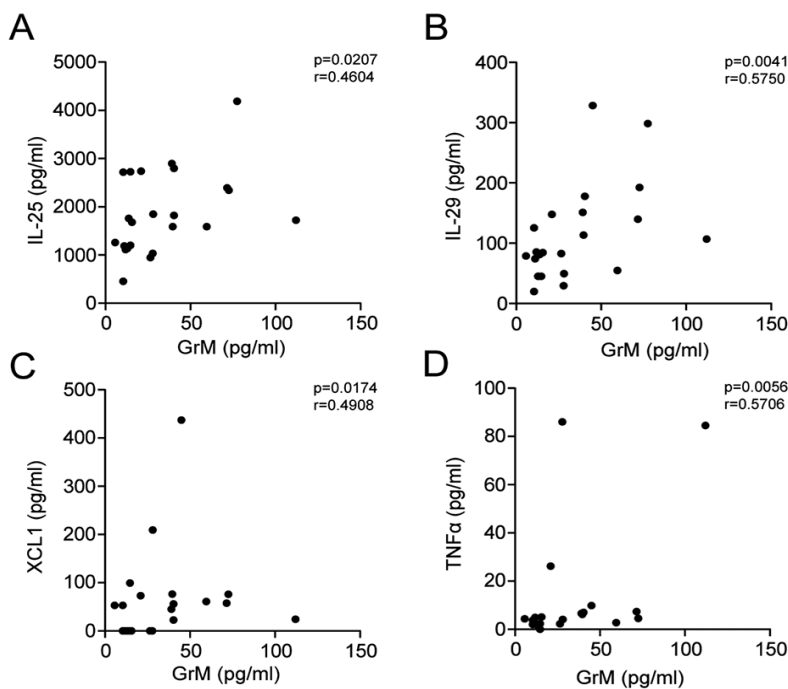 A
p=0.0207
r=0.4604
IL-25 (pg/ml)
5000
4000
3000
2000
1000
0
0 50 100 150
GrM (pg/ml)
B
p=0.0041
r=0.5750
IL-29 (pg/ml)
400
300
200
100
0
0 50 100 150
GrM (pg/ml)
C
p=0.0174
r=0.4908
XCL1 (pg/ml)
500
400
300
200
100
0
0 50 100 150
GrM (pg/ml)
D
p=0.0056
r=0.5706
TNFα (pg/ml)
100
80
60
40
20
0
0 50 100 150
GrM (pg/ml)